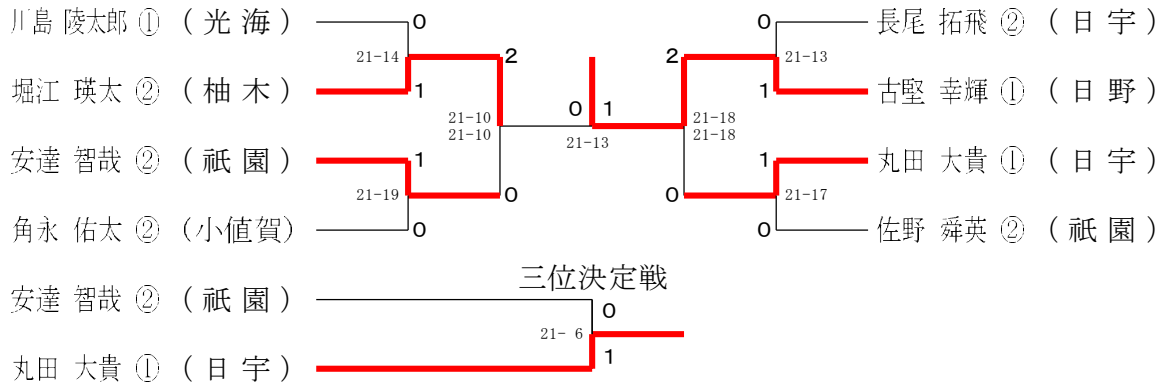 川島 陵太郎 ① （ 光 海 ） 0 0 長尾 拓飛 ② （ 日 宇 ）
21-14 2 2 21-13
堀江 瑛太 ② （ 柚 木 ） 1 1 古堅 幸輝 ① （ 日 野 ）
21-10 0 1 21-18
21-10 21-13 21-18
安達 智哉 ② （ 祇 園 ） 1 1 丸田 大貴 ① （ 日 宇 ）
21-19 0 0 21-17
角永 佑太 ② （小値賀） 0 0 佐野 舜英 ② （ 祇 園 ）
三位決定戦
安達 智哉 ② （ 祇 園 ） 0
21- 6
丸田 大貴 ① （ 日 宇 ） 1